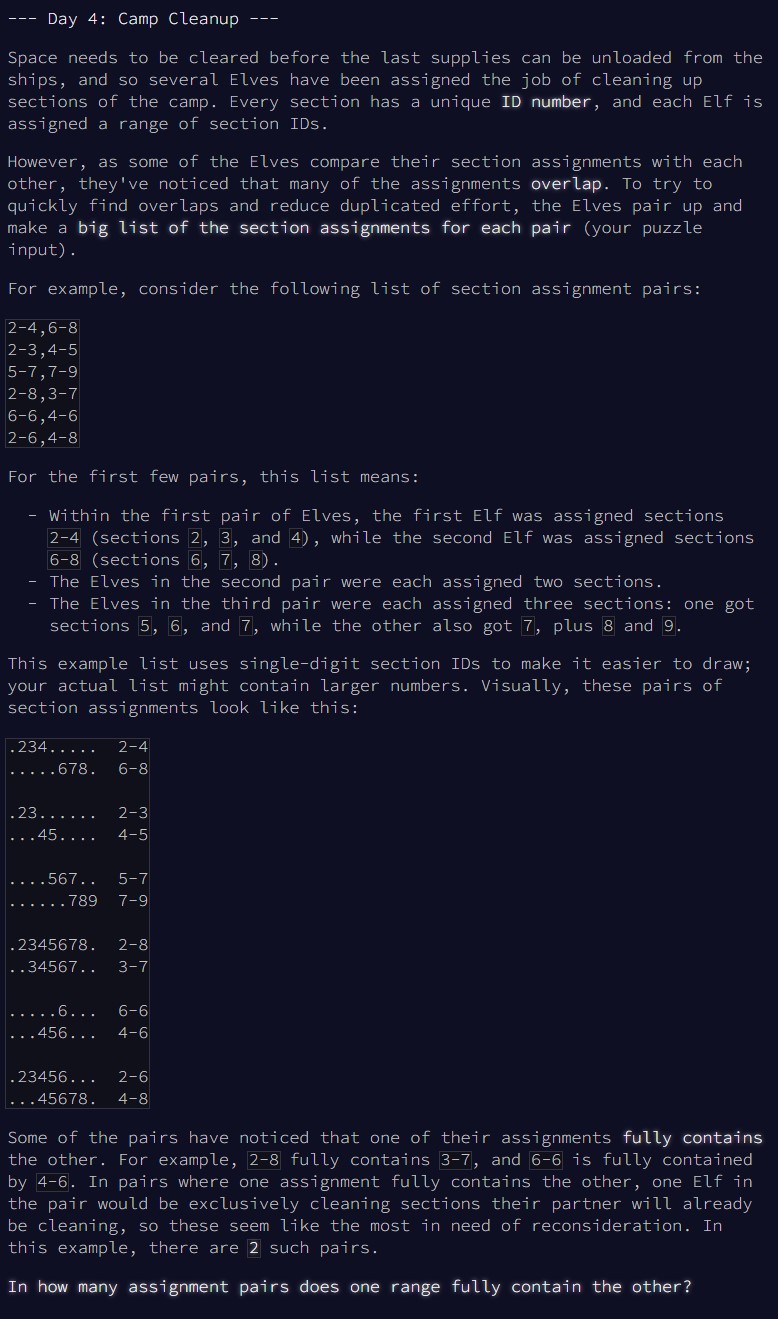 --- Day 4: Camp Cleanup ---
Space needs to be cleared before the last supplies can be unloaded from the
ships, and so several Elves have been assigned the job of cleaning up
sections of the camp. Every section has a unique ID number, and each Elf is
assigned a range of section IDs.
However, as some of the Elves compare their section assignments with each
other, they've noticed that many of the assignments overlap. To try to
quickly find overlaps and reduce duplicated effort, the Elves pair up and
make a big list of the section assignments for each pair (your puzzle
input).
For example, consider the following list of section assignment pairs:
2-4,6-8
2-3,4-5
5-7,7-9
2-8,3-7
6-6,4-6
2-6,4-8
For the first few pairs, this list means:
- Within the first pair of Elves, the first Elf was assigned sections
2-4 (sections 2, 3, and 4), while the second Elf was assigned sections
6-8 (sections 6, 7, 8).
- The Elves in the second pair were each assigned two sections.
- The Elves in the third pair were each assigned three sections: one got
sections 5, 6, and 7, while the other also got 7, plus 8 and 9.
This example list uses single-digit section IDs to make it easier to draw;
your actual list might contain larger numbers. Visually, these pairs of
section assignments look like this:
.234.....  2-4
.....678.  6-8
.23......  2-3
...45....  4-5
....567..  5-7
......789  7-9
.2345678.  2-8
..34567..  3-7
.....6...  6-6
...456...  4-6
.23456...  2-6
...45678.  4-8
Some of the pairs have noticed that one of their assignments fully contains
the other. For example, 2-8 fully contains 3-7, and 6-6 is fully contained
by 4-6. In pairs where one assignment fully contains the other, one Elf in
the pair would be exclusively cleaning sections their partner will already
be cleaning, so these seem like the most in need of reconsideration. In
this example, there are 2 such pairs.
In how many assignment pairs does one range fully contain the other?